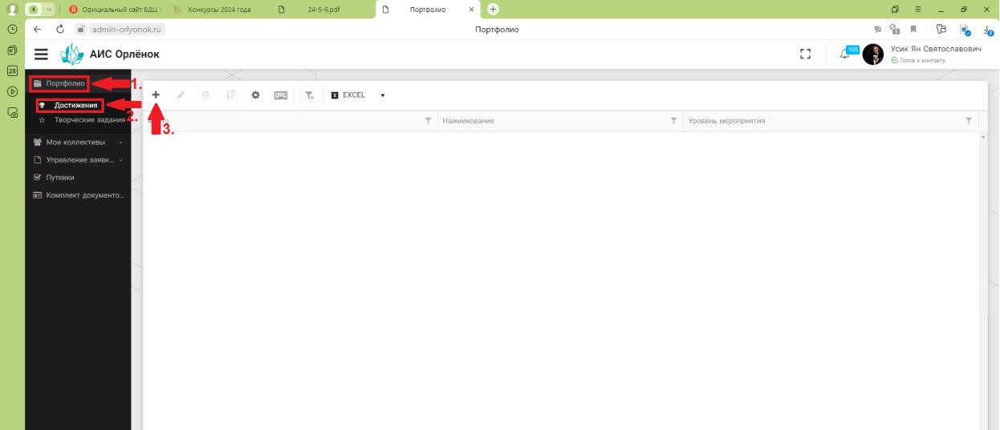 4
Официальный сайт ВДЦ С
Конкурсы 2024 года
24-5-6.pdf
Портфолио
admin-orlyonok.ru
Портфолио
28
АИС Орлёнок
105
Усик Ян Святославович
Готов к контакту
Портфолио
1.
Достижения
2.
Творческие задания
Мои коллективы
Управление заявк...
Путевки
Комплект документо...
EXCEL
3.
Наименование
Уровень мероприятия